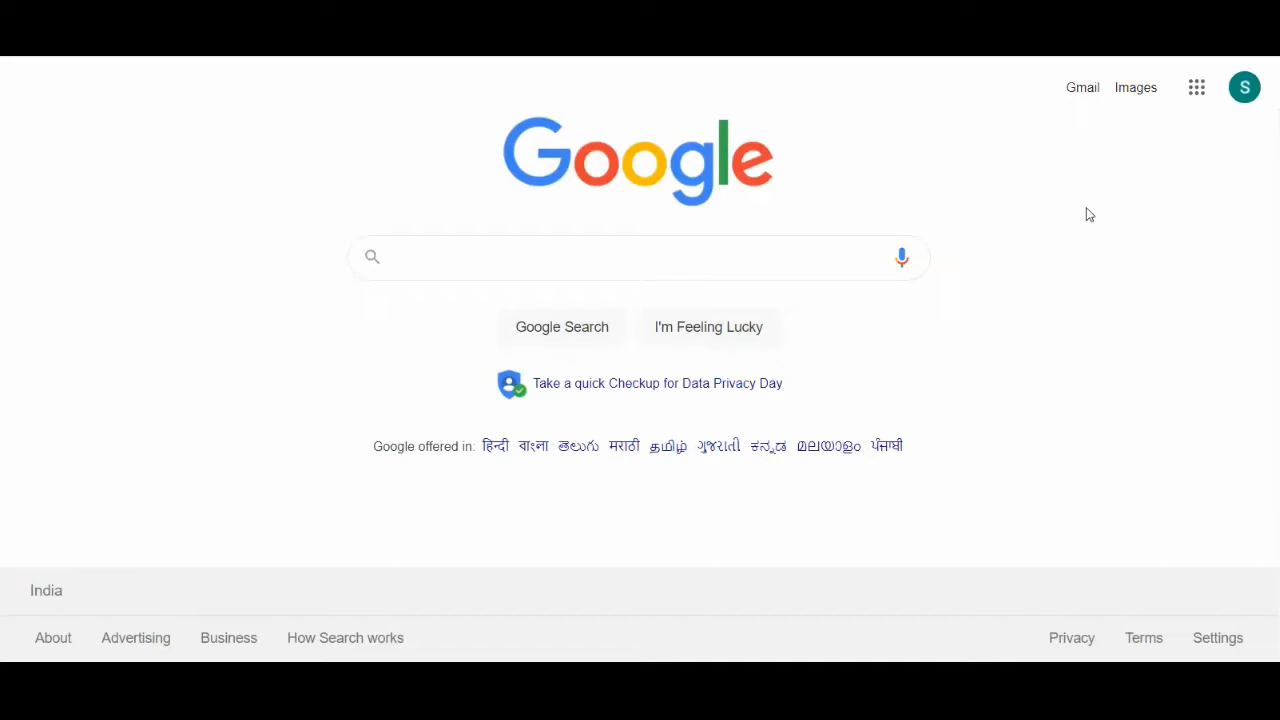 Gmail Images
S
Google
Google Search I'm Feeling Lucky
Take a quick Checkup for Data Privacy Day
Google offered in: हिन्दी বাংলা తెలుగు मराठी தமிழ் ગુજરાતી ಕನ್ನಡ മലയാളം ਪੰਜਾਬੀ
India
About Advertising Business How Search works Privacy Terms Settings